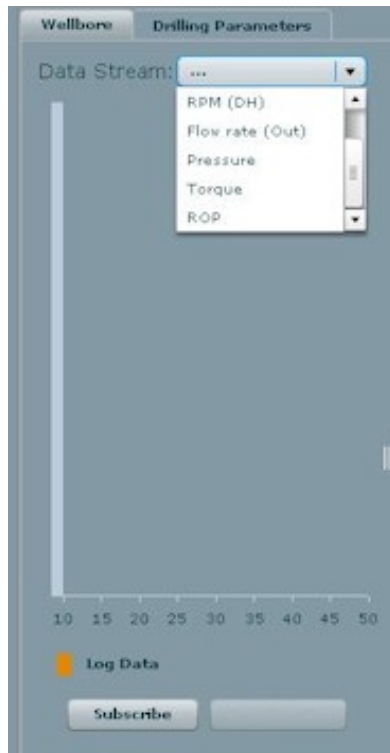 Wellbore Drilling Parameters
Data Stream: ...
RPM (DH)
Flow rate (Out)
Pressure
Torque
ROP
10 15 20 25 30 35 40 45 50
Log Data
Subscribe